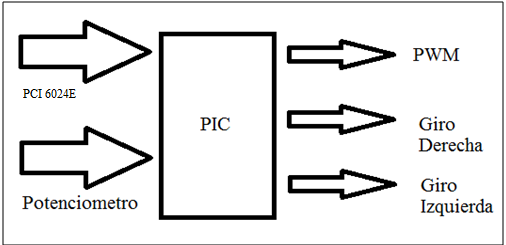 PWM
PCI 6024E
PIC
Giro
Derecha
Potenciometro
Giro
Izquierda